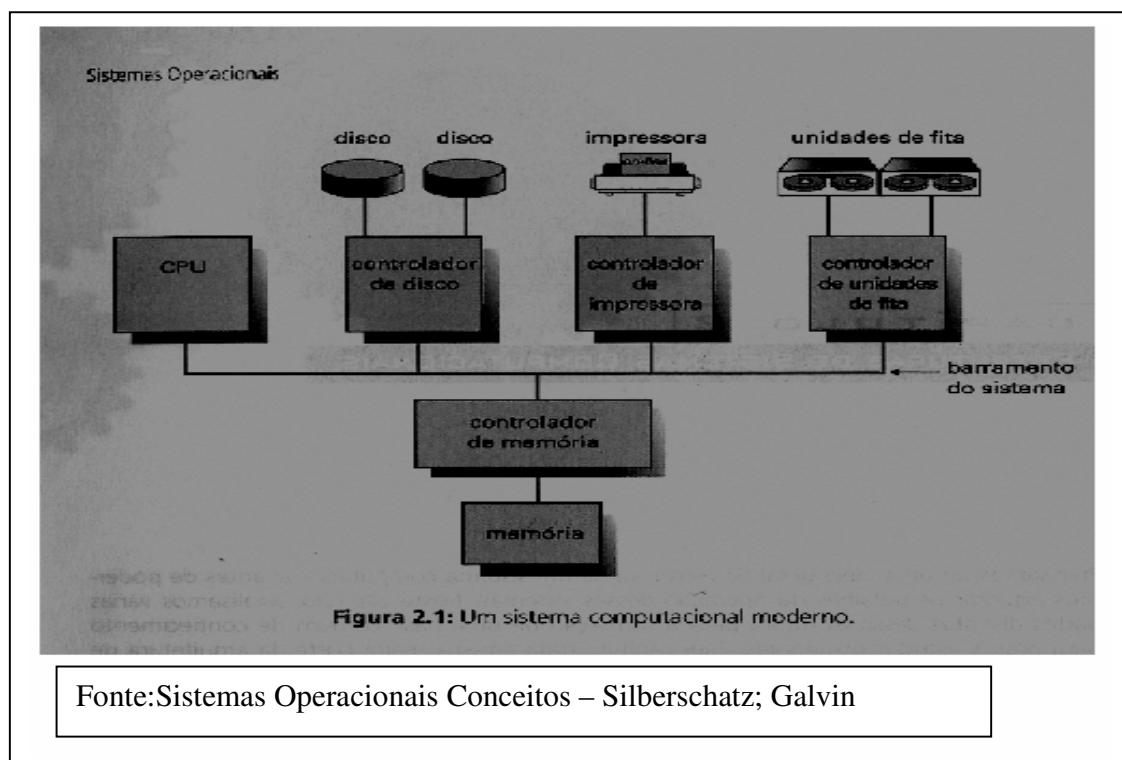 Sistemas Operacionais
disco disco impressora unidades de fita
CPU
controlador
de disco
controlador
de
impressora
controlador
de unidades
de fita
barramento
do sistema
controlador
de memória
memória
Figura 2.1: Um sistema computacional moderno.
Fonte:Sistemas Operacionais Conceitos – Silberschatz; Galvin